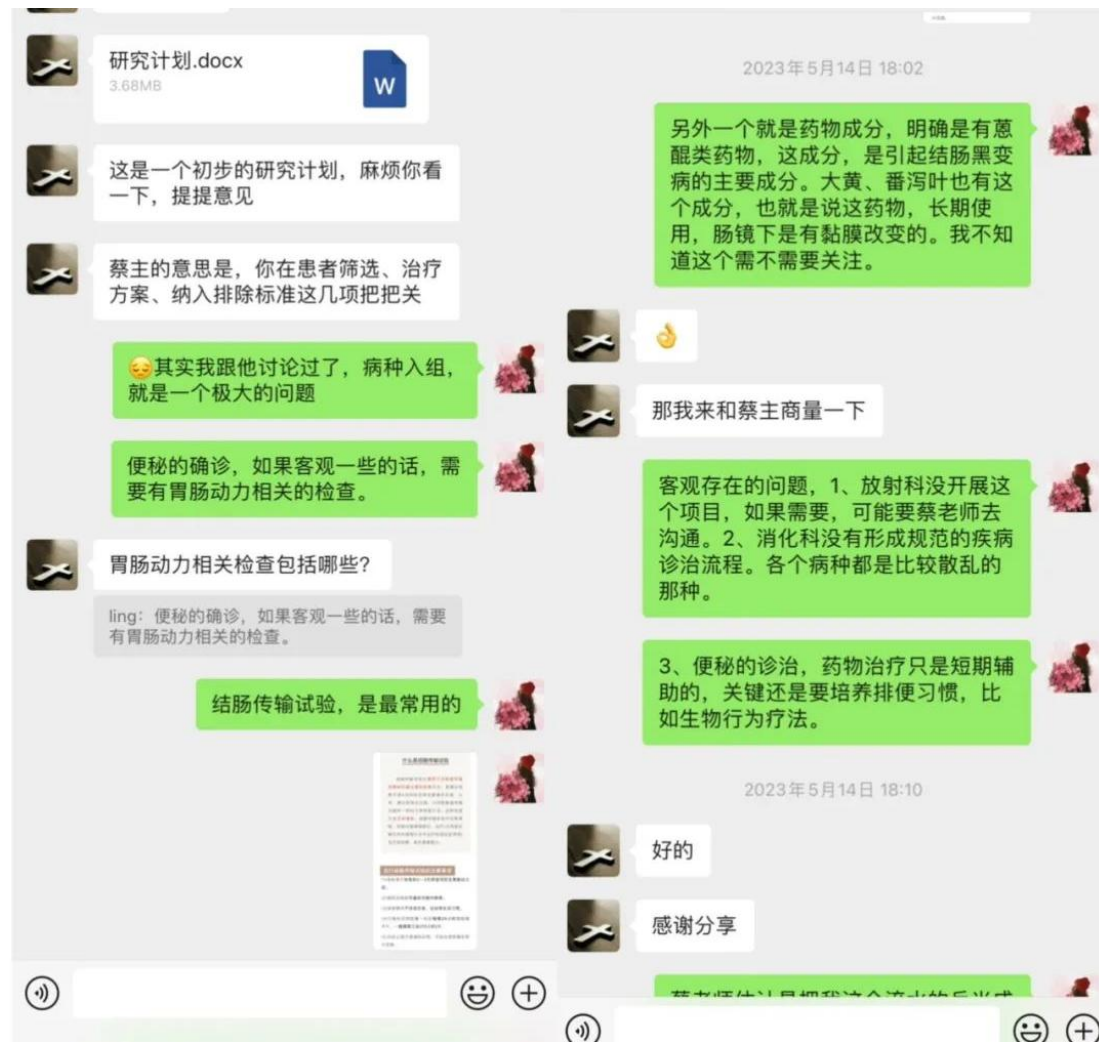 研究计划.docx
3.68MB
W
这是一个初步的研究计划，麻烦你看
一下，提提意见
蔡主的意思是，你在患者筛选、治疗
方案、纳入排除标准这几项把把关
😔其实我跟他讨论过了，病种入组，
就是一个极大的问题
便秘的确诊，如果客观一些的话，需
要有胃肠动力相关的检查。
胃肠动力相关检查包括哪些？
ling：便秘的确诊，如果客观一些的话，需要
有胃肠动力相关的检查。
结肠传输试验，是最常用的
什么是结肠传输试验
2023年5月14日 18:02
另外一个就是药物成分，明确是有蒽
醌类药物，这成分，是引起结肠黑变
病的主要成分。大黄、番泻叶也有这
个成分，也就是说这药物，长期使
用，肠镜下是有黏膜改变的。我不知
道这个需不需要关注。
👌
那我来和蔡主商量一下
客观存在的问题，1、放射科没开展这
个项目，如果需要，可能要蔡老师去
沟通。2、消化科没有形成规范的疾病
诊治流程。各个病种都是比较散乱的
那种。
3、便秘的诊治，药物治疗只是短期辅
助的，关键还是要培养排便习惯，比
如生物行为疗法。
2023年5月14日 18:10
好的
感谢分享